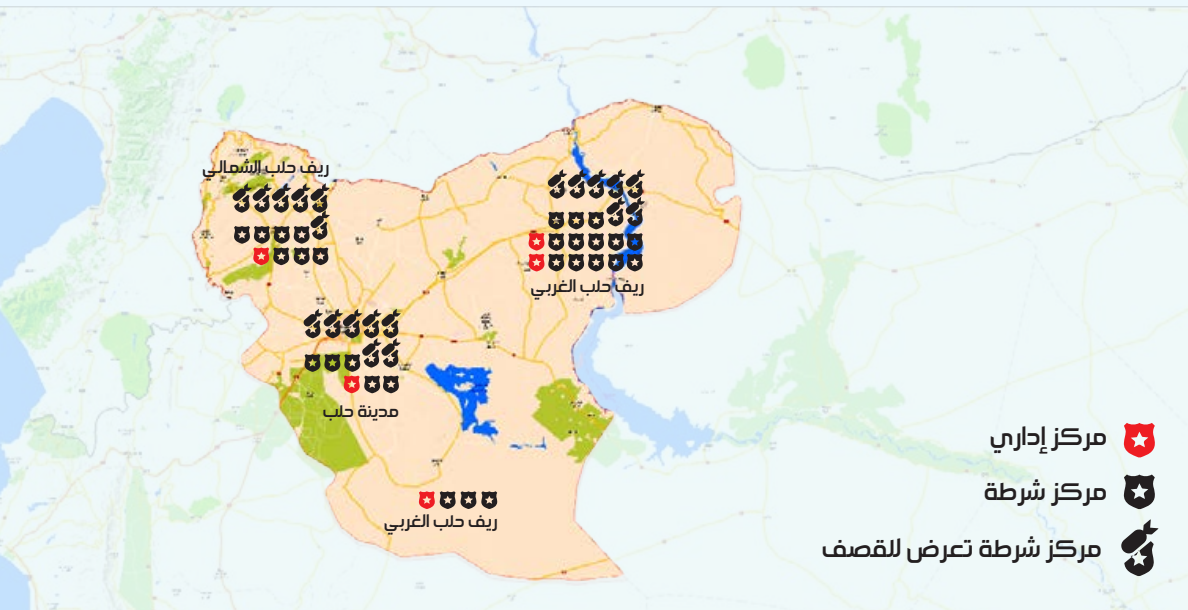 ريف حلب الشمالي
ريف حلب الغربي
مدينة حلب
ريف حلب الغربي
مركز إداري
مركز شرطة
مركز شرطة تعرض للقصف